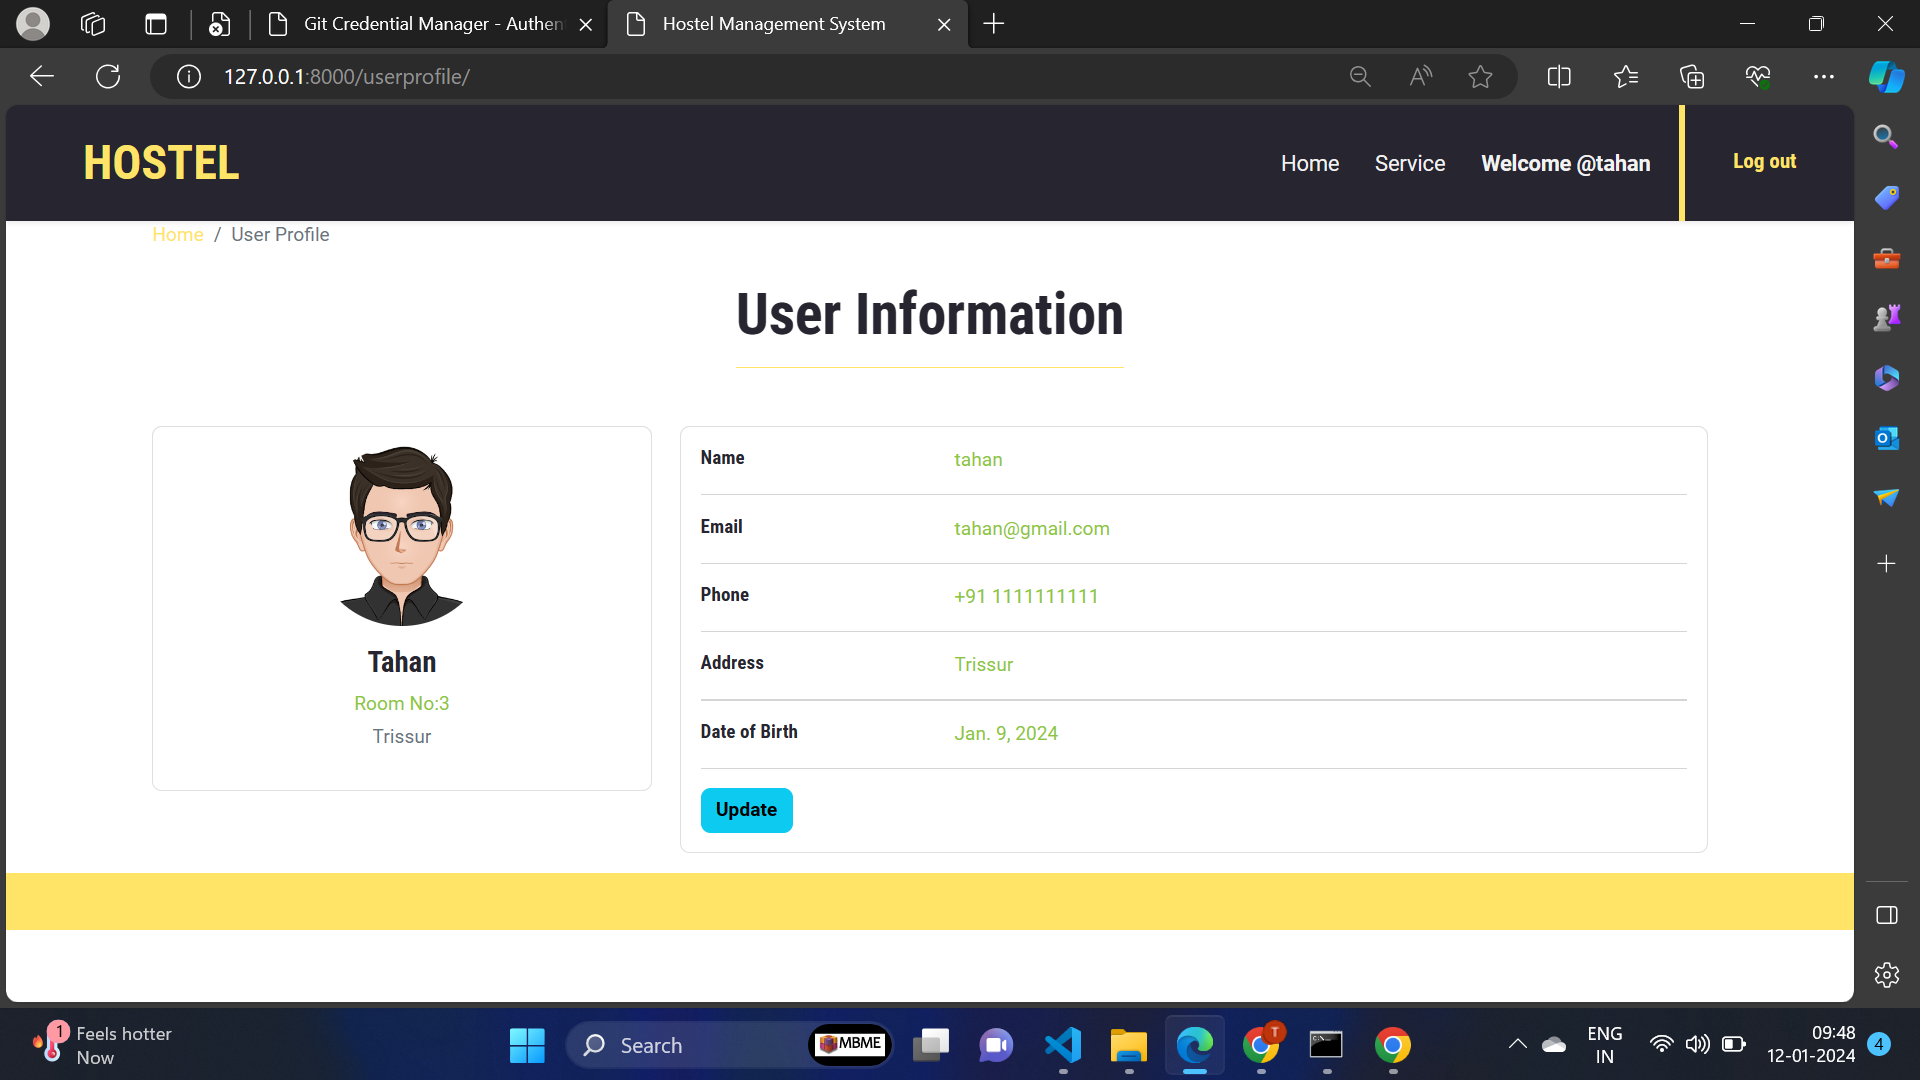 Git Credential Manager - Authen
Hostel Management System
127.0.0.1:8000/userprofile/
HOSTEL
Home
Service
Welcome @tahan
Log out
Home / User Profile
User Information
Tahan
Room No:3
Trissur
Name tahan
Email tahan@gmail.com
Phone +91 1111111111
Address Trissur
Date of Birth Jan. 9, 2024
Update
1
Feels hotter
Now
Search
MBME
T
ENG
IN
09:48
12-01-2024
4